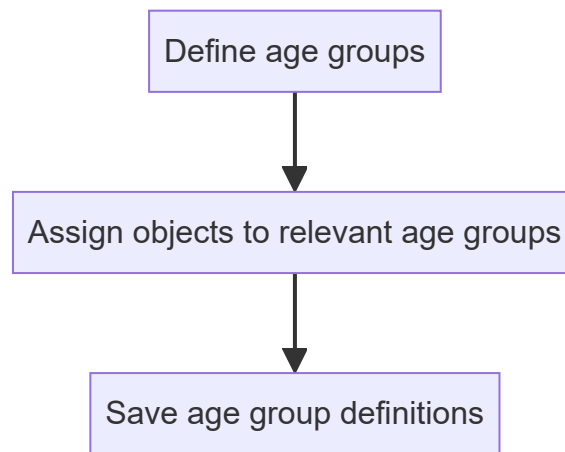 Define age groups
Assign objects to relevant age groups
Save age group definitions